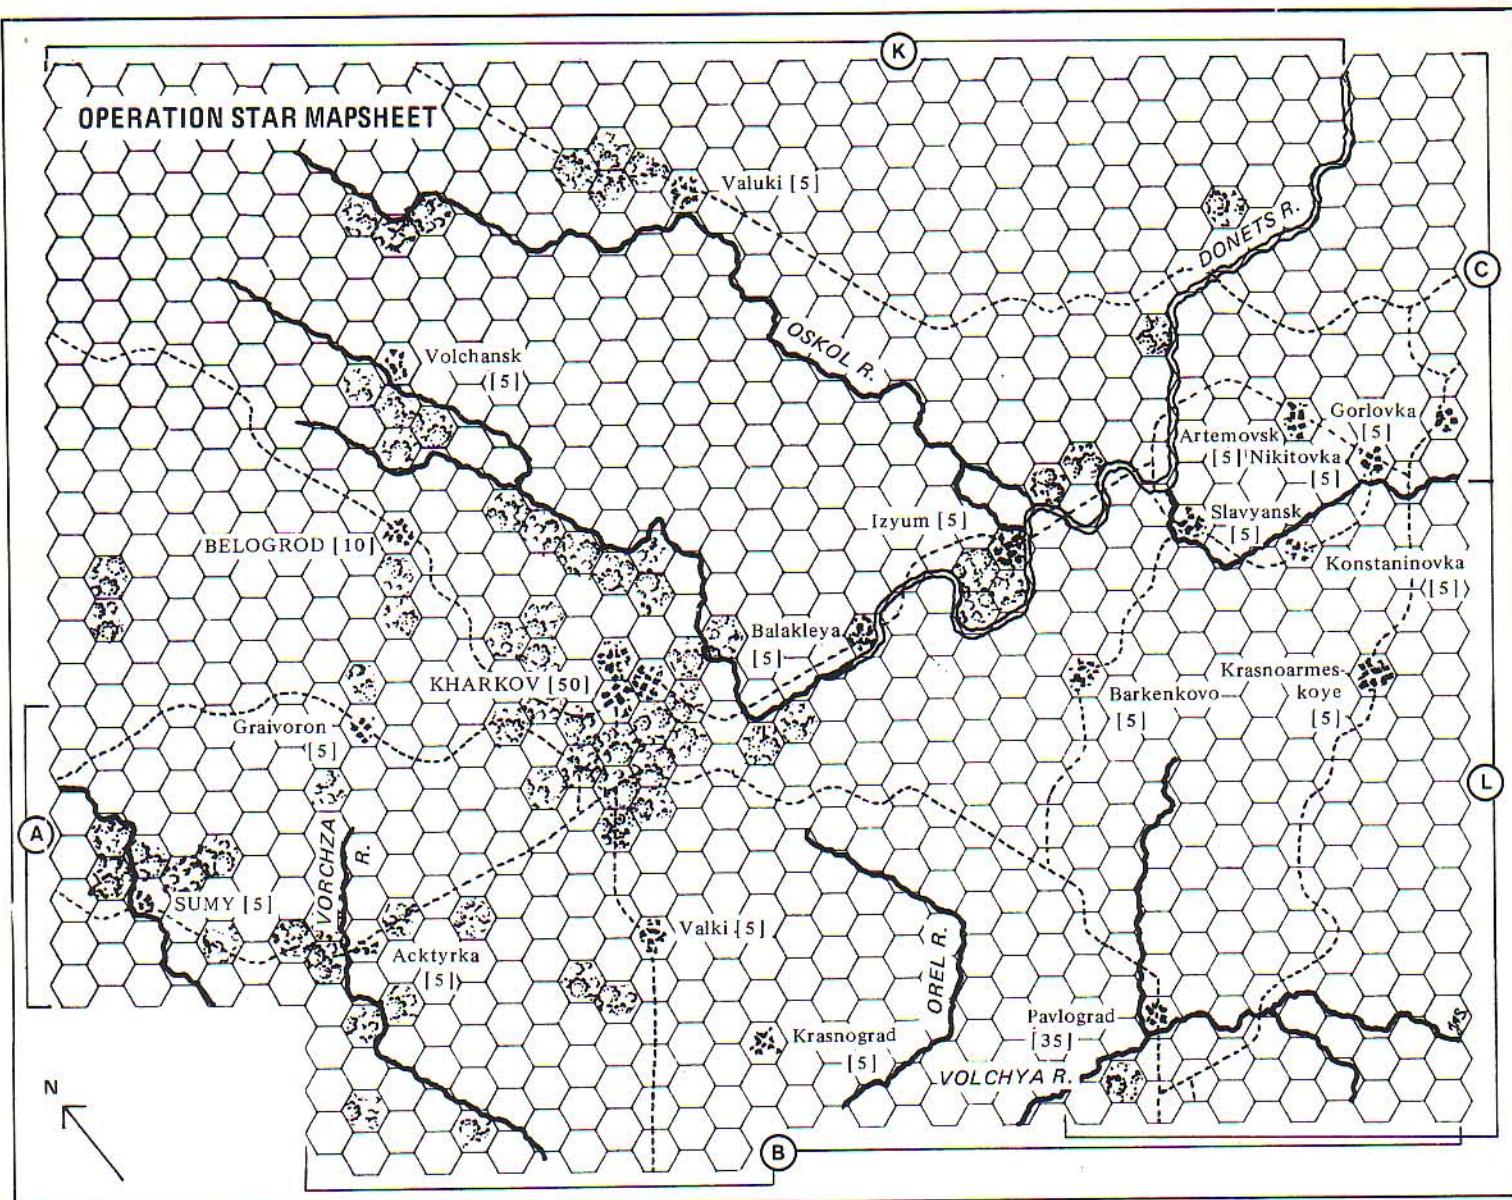 K
OPERATION STAR MAPSHEET
Valuki [5]
DONETS R.
C
OSKOL R.
Volchansk
[5]
Gorlovka
[5]
Artemovsk
[5]
Nikitovka
[5]
Izyum [5]
Slavyansk
[5]
BELOGROD [10]
Konstaninovka
[5]
Balakleya
[5]
KHARKOV [50]
Krasnoarmes-
koye
[5]
Barkenkovo
[5]
Graivoron
[5]
L
A
VORCHZA R.
SUMY [5]
Valki [5]
Acktyrka
[5]
OREL R.
Pavlograd
[35]
Krasnograd
[5]
VOLCHYA R.
N
B